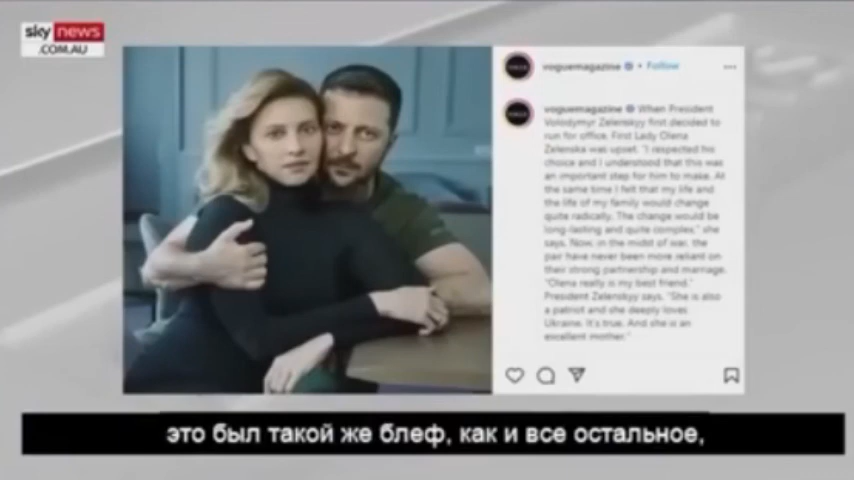 sky news
.COM.AU
voguemagazine • Follow
voguemagazine When President
Volodymyr Zelenskyy first decided to
run for office, First Lady Olena
Zelenska was upset. "I respected his
choice and I understood that this was
an important step for him to make. At
the same time I felt that my life and
the life of my family would change
quite radically. The change would be
long-lasting and quite complex," she
says. Now, in the midst of war, the
pair have never been more reliant on
their strong partnership and marriage.
"Olena really is my best friend,"
President Zelenskyy says. "She is also
a patriot and she deeply loves
Ukraine. It's true. And she is an
excellent mother."
это был такой же блеф, как и все остальное,